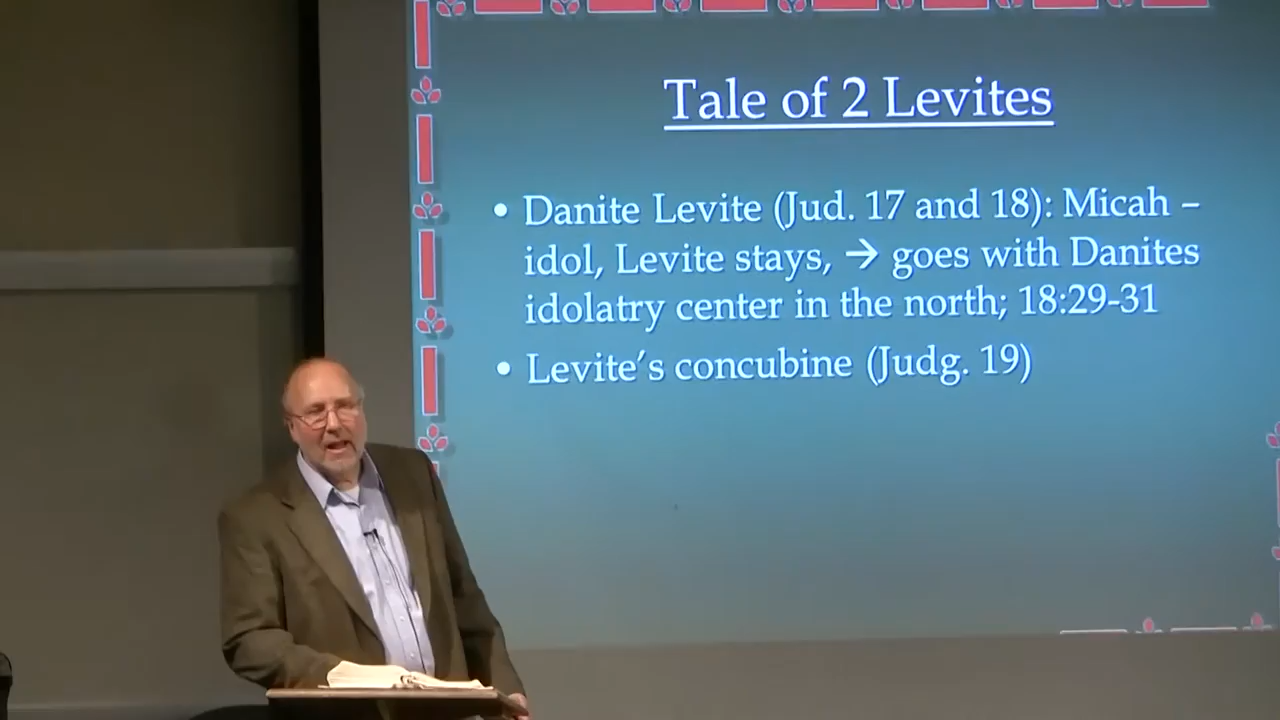 Tale of 2 Levites
• Danite Levite (Jud. 17 and 18): Micah –
idol, Levite stays, → goes with Danites
idolatry center in the north; 18:29-31
• Levite’s concubine (Judg. 19)